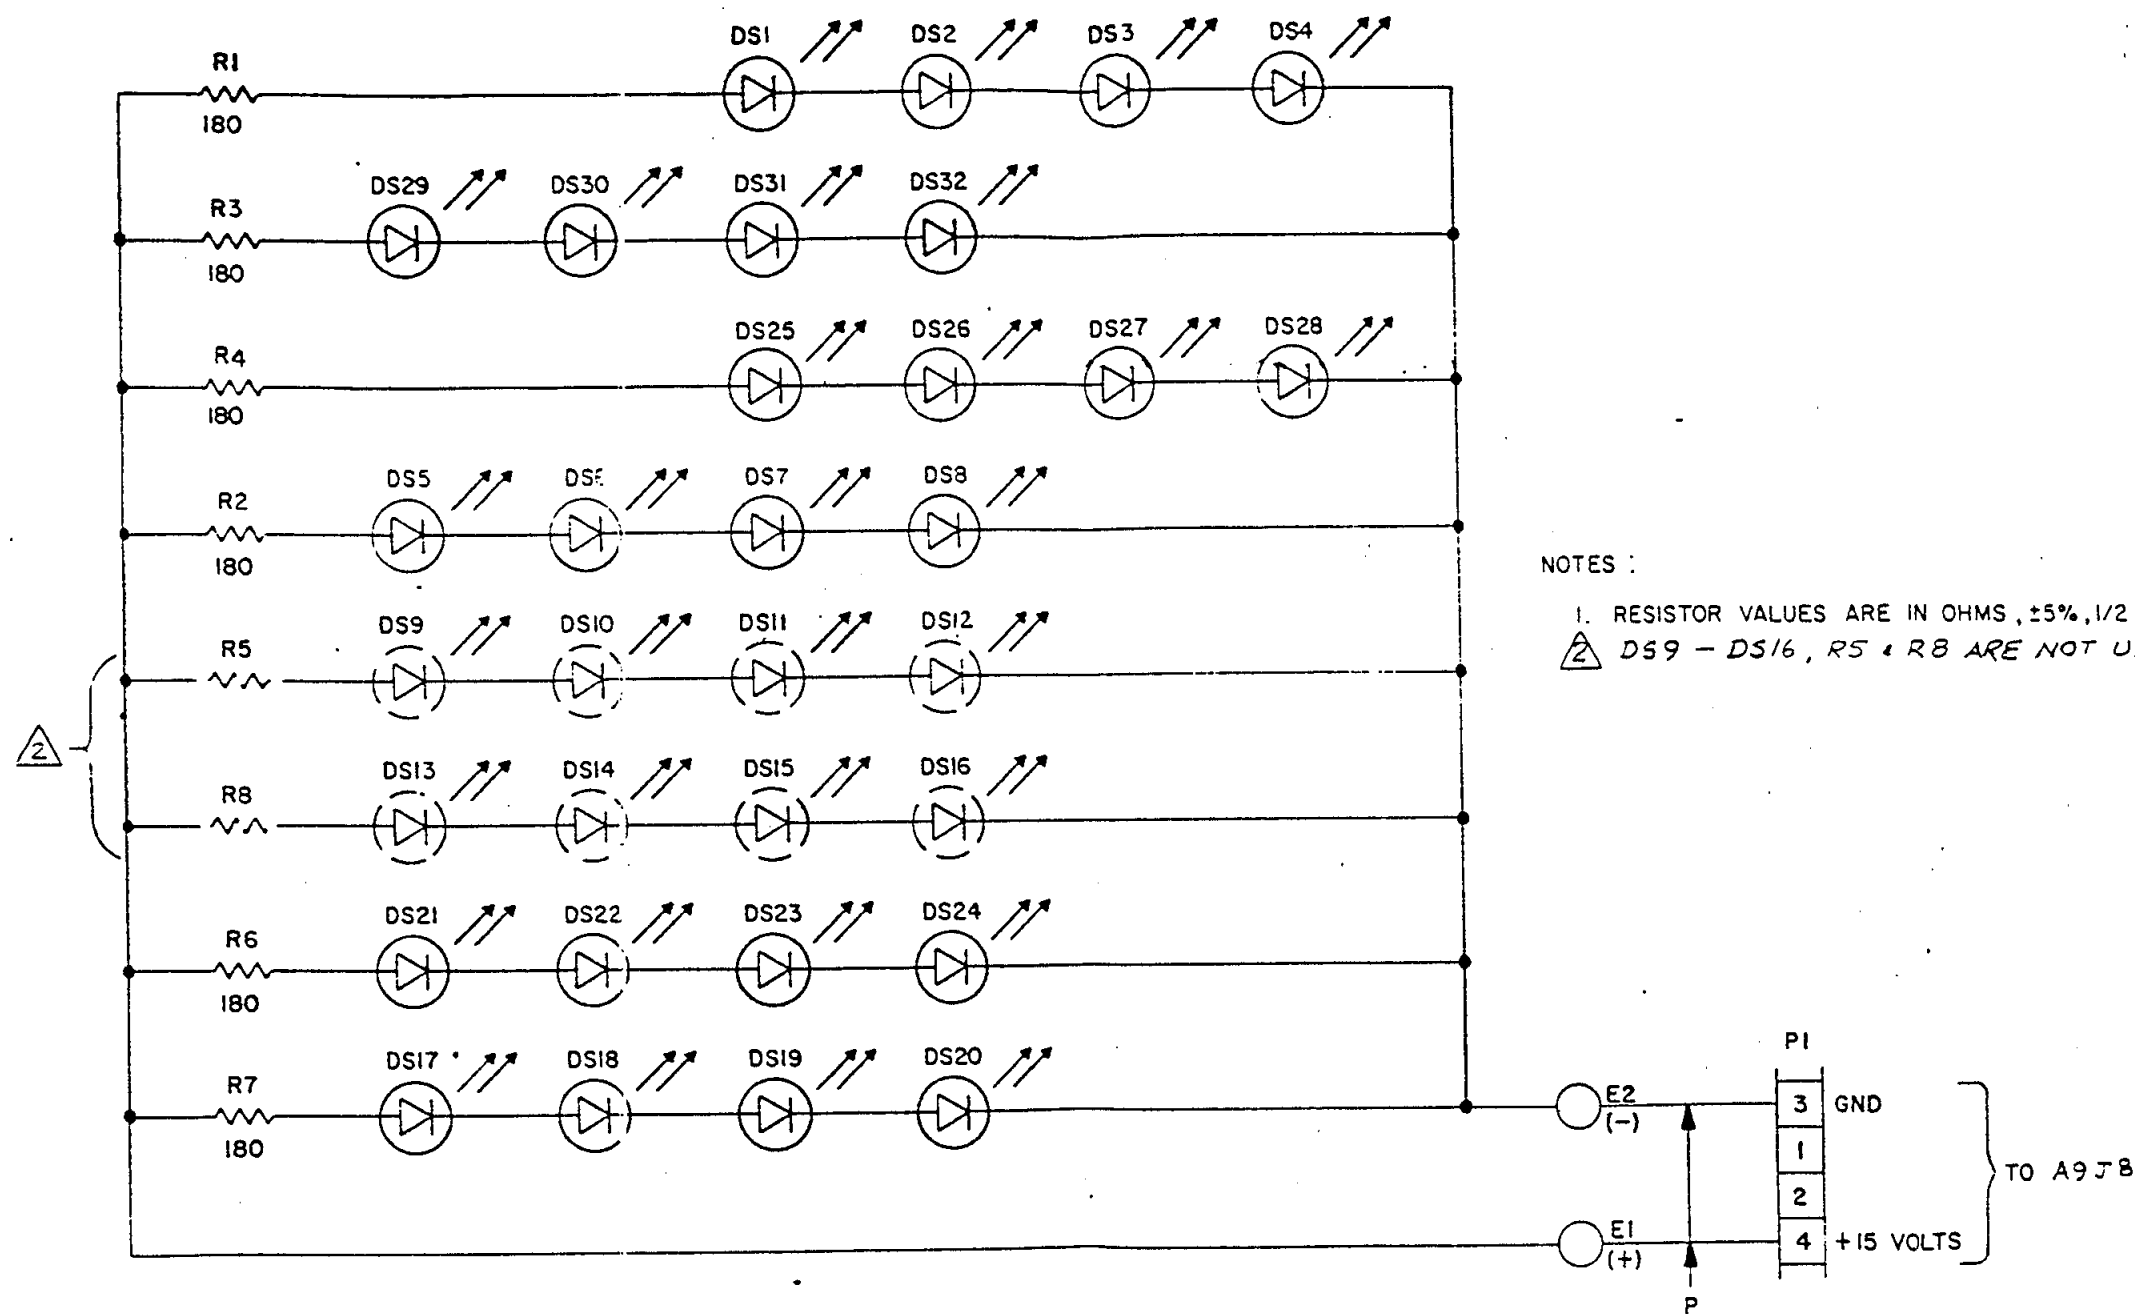 DS1 DS2 DS3 DS4
R1
180
DS29 DS30 DS31 DS32
R3
180
DS25 DS26 DS27 DS28
R4
180
DS5 DS7 DS8
R2
180
NOTES :
1. RESISTOR VALUES ARE IN OHMS, ±5%, 1/2
2 DS9 – DS16, R5 & R8 ARE NOT
DS9 DS10 DS11 DS12
R5
2
DS13 DS14 DS15 DS16
R8
DS21 DS22 DS23 DS24
R6
180
DS17 DS18 DS19 DS20
R7
180
P1
E2
(-)
3 GND
1
2
TO A9J8
E1
(+)
4 +15 VOLTS
P